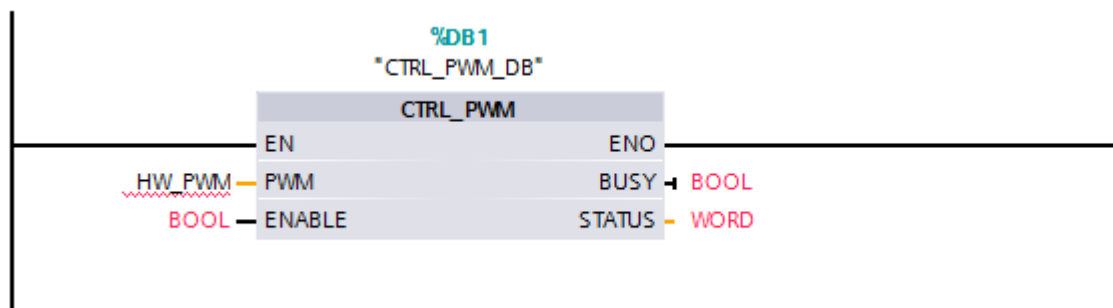 %DB1
"CTRL_PWM_DB"
CTRL_PWM
EN ENO
HW_PWM PWM BUSY BOOL
BOOL ENABLE STATUS WORD